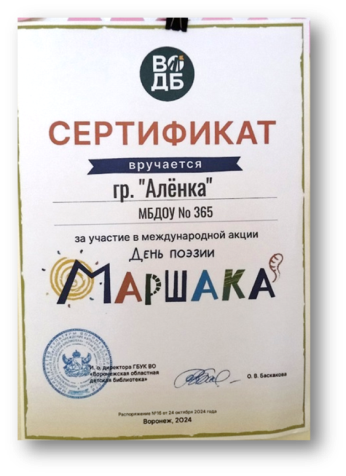 ВО
ДБ
СЕРТИФИКАТ
вручается
гр. "Алёнка"
МБДОУ № 365
за участие в международной акции
День поэзии
Маршака
И. о. директора ГБУК ВО
«Воронежская областная
детская библиотека»
О. В. Баскакова
Распоряжение №16 от 24 октября 2024 года
Воронеж, 2024